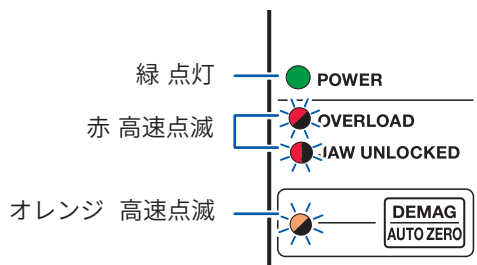 緑 点灯
POWER
赤 高速点滅
OVERLOAD
JAW UNLOCKED
オレンジ 高速点滅
DEMAG
AUTO ZERO